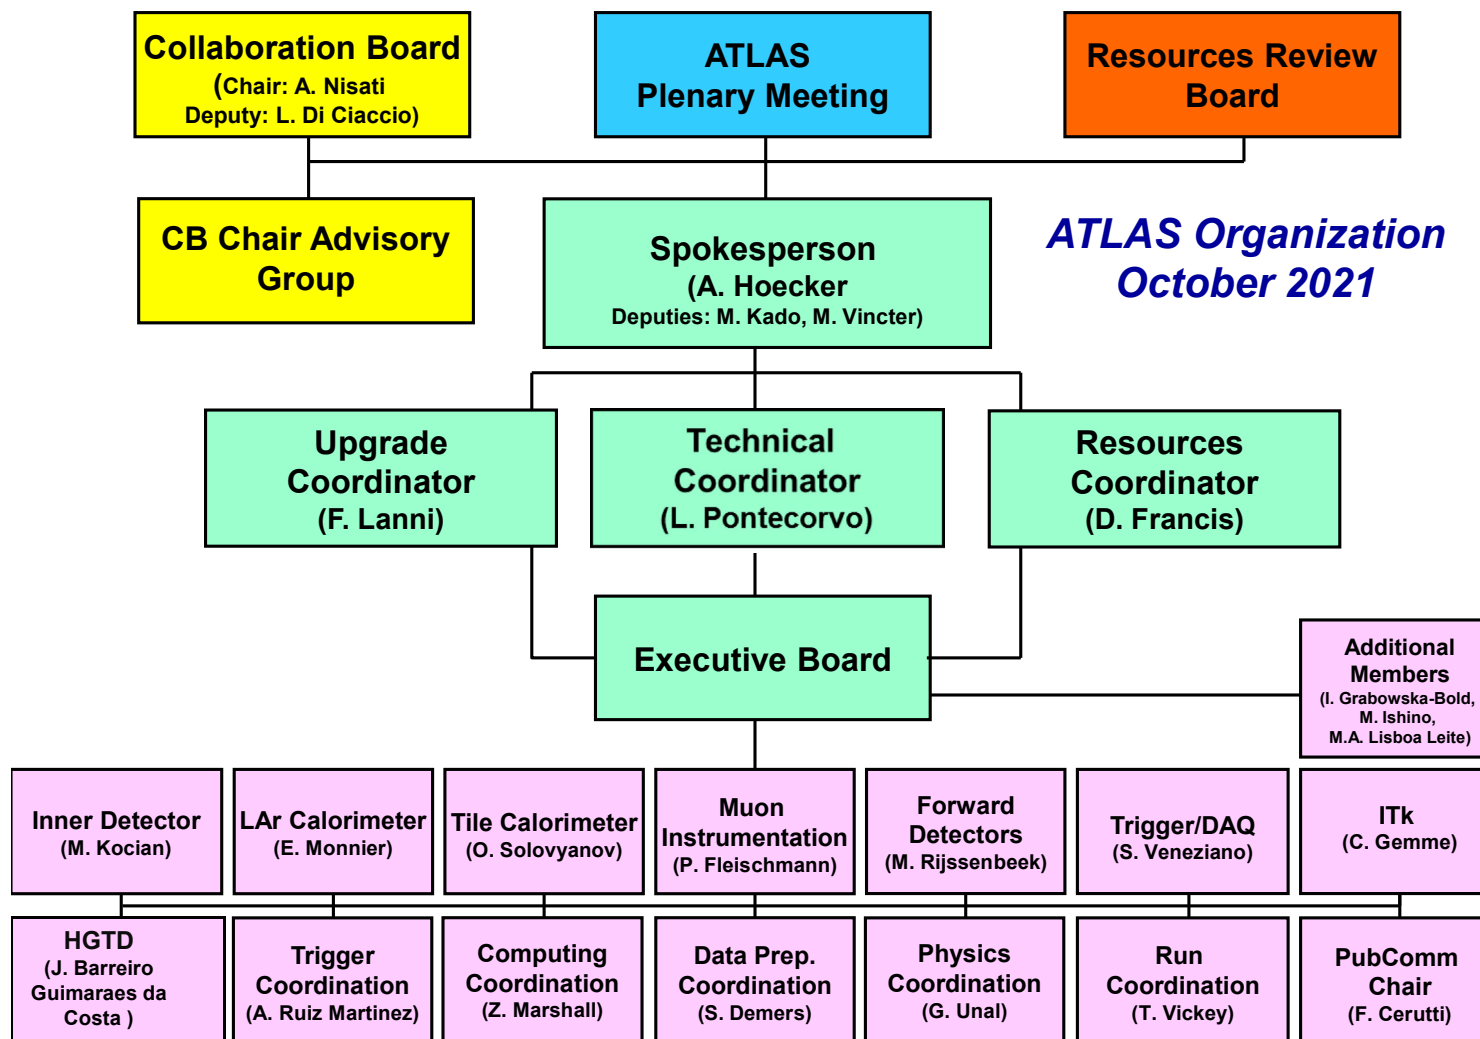 Collaboration Board
(Chair: A. Nisati
Deputy: L. Di Ciaccio)
ATLAS
Plenary Meeting
Resources Review
Board
CB Chair Advisory
Group
Spokesperson
(A. Hoecker
Deputies: M. Kado, M. Vincter)
ATLAS Organization
October 2021
Upgrade
Coordinator
(F. Lanni)
Technical
Coordinator
(L. Pontecorvo)
Resources
Coordinator
(D. Francis)
Executive Board
Additional
Members
(I. Grabowska-Bold,
M. Ishino,
M.A. Lisboa Leite)
Inner Detector
(M. Kocian)
LAr Calorimeter
(E. Monnier)
Tile Calorimeter
(O. Solovyanov)
Muon
Instrumentation
(P. Fleischmann)
Forward
Detectors
(M. Rijssenbeek)
Trigger/DAQ
(S. Veneziano)
ITk
(C. Gemme)
HGTD
(J. Barreiro
Guimaraes da
Costa )
Trigger
Coordination
(A. Ruiz Martinez)
Computing
Coordination
(Z. Marshall)
Data Prep.
Coordination
(S. Demers)
Physics
Coordination
(G. Unal)
Run
Coordination
(T. Vickey)
PubComm
Chair
(F. Cerutti)